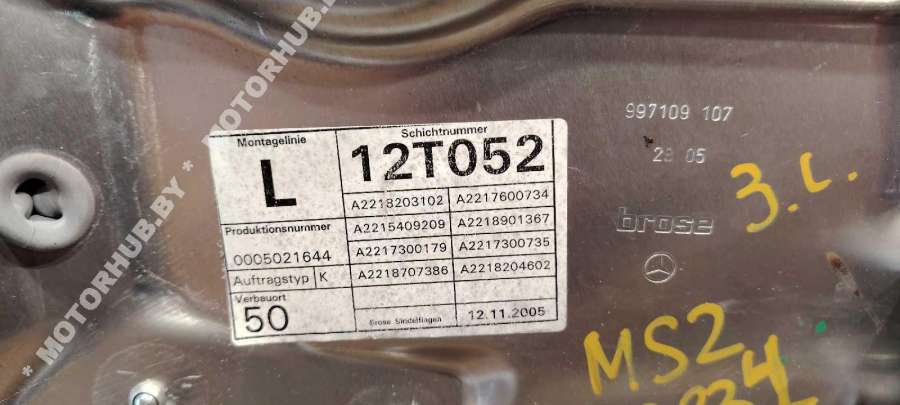 * MOTORHUB.BY * MOTORHUB.BY
Montagelinie
L
Schichtnummer
12T052
Produktionsnummer
0005021644
Auftragstyp K
Verbauort
50
A2218203102 A2217600734
A2215409209 A2218901367
A2217300179 A2217300735
A2218707386 A2218204602
Brose Sindelfingen 12.11.2005
997109 107
28 05
brose
3.с.
MS2